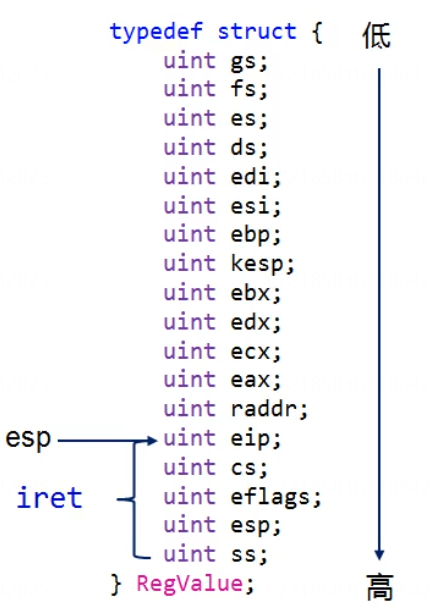 typedef struct { 低
uint gs;
uint fs;
uint es;
uint ds;
uint edi;
uint esi;
uint ebp;
uint kesp;
uint ebx;
uint edx;
uint ecx;
uint eax;
uint raddr;
esp uint eip;
uint cs;
iret uint eflags;
uint esp;
uint ss;
} RegValue; 高